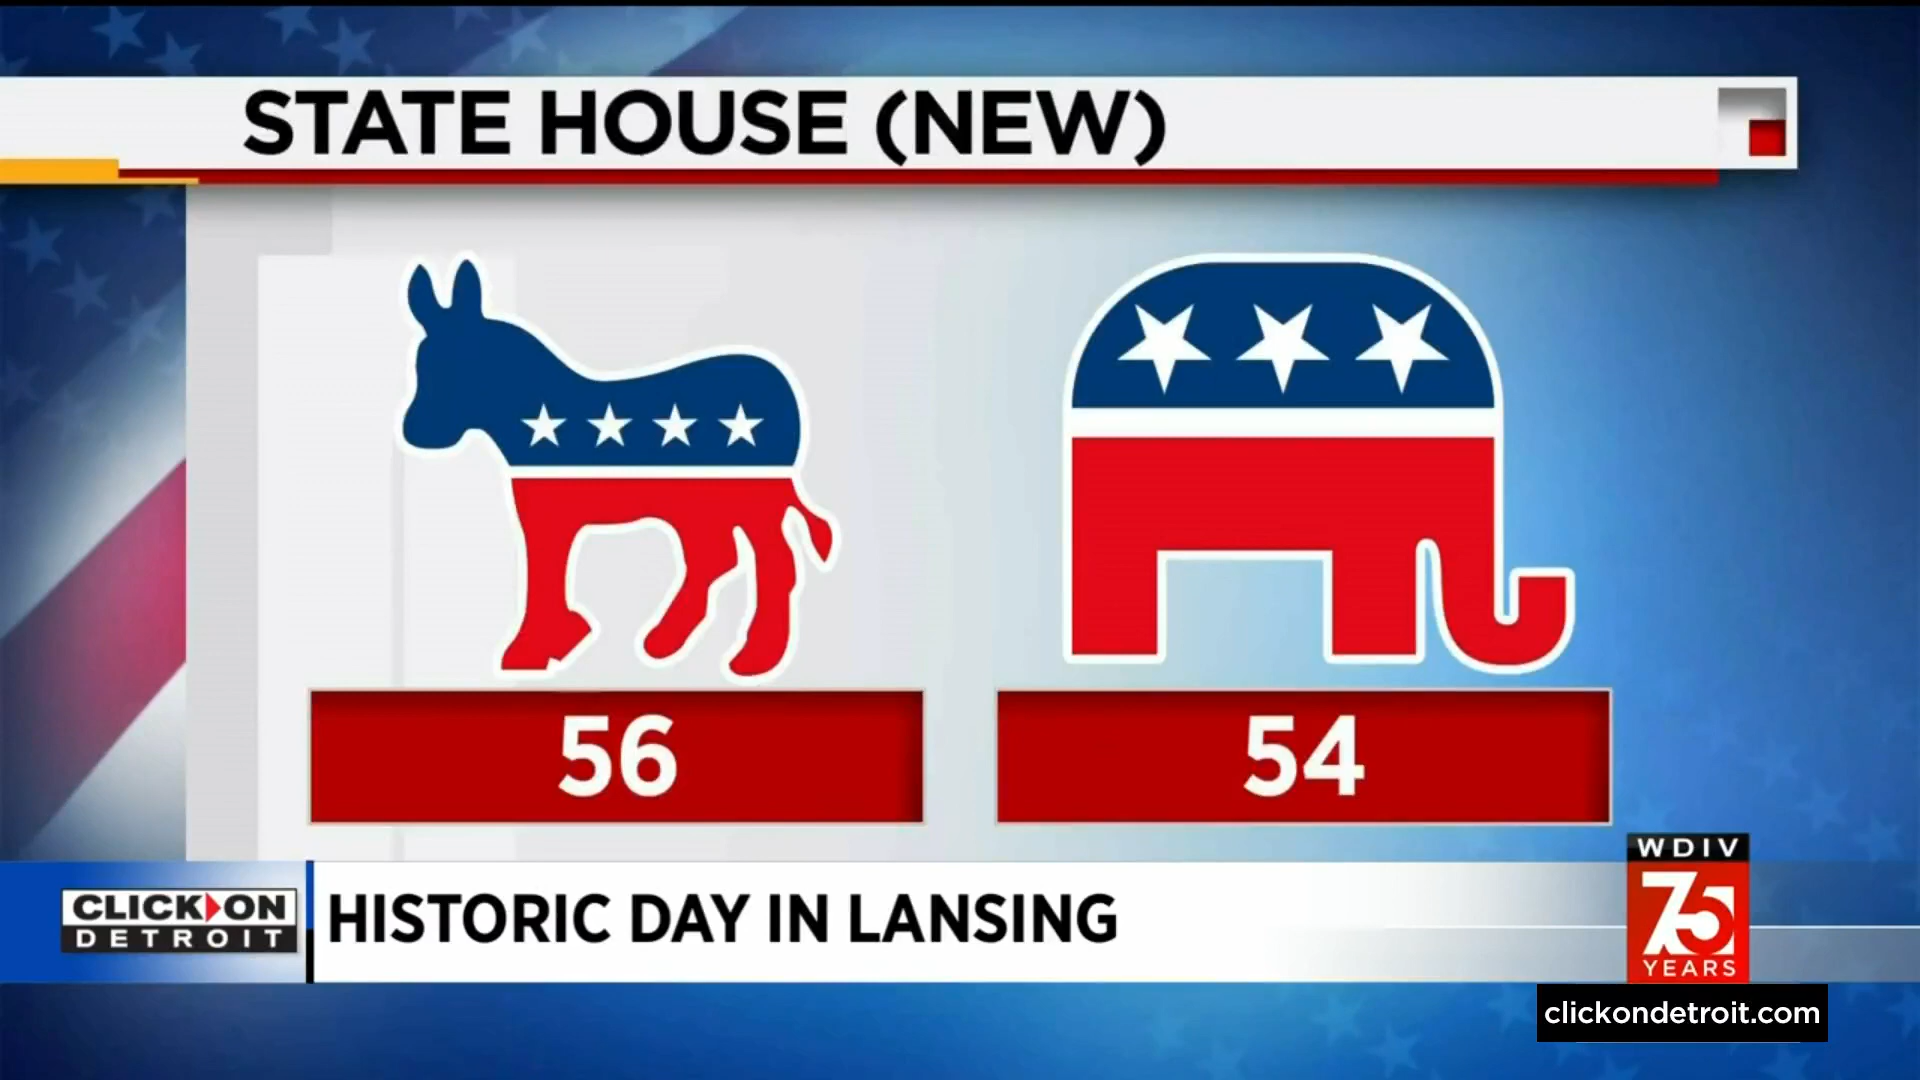 STATE HOUSE (NEW)
56
54
CLICK ON
DETROIT
HISTORIC DAY IN LANSING
WDIV
75
YEARS
clickondetroit.com